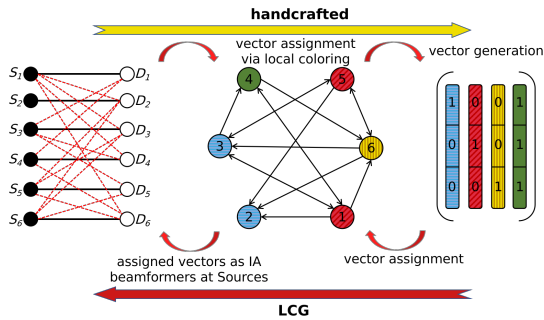 handcrafted
vector assignment
via local coloring
vector generation
S1 D1
S2 D2
S3 D3
S4 D4
S5 D5
S6 D6
4 5
3 6
2 1
1 0 0 1
0 1 0 1
0 0 1 1
assigned vectors as IA
beamformers at Sources
vector assignment
LCG